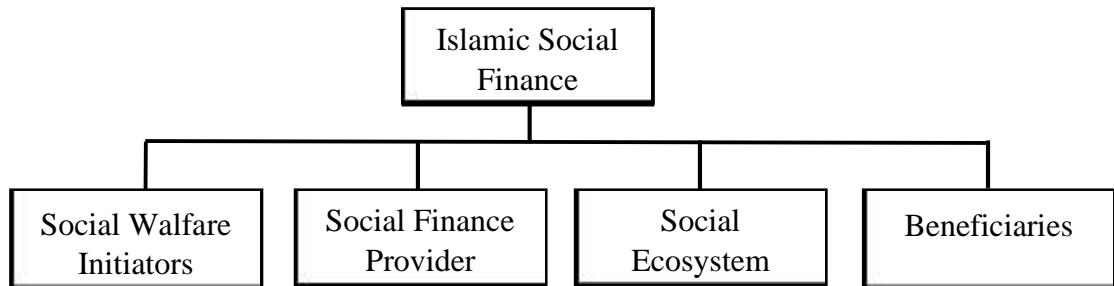 Islamic Social
Finance
Social Walfare
Initiators
Social Finance
Provider
Social
Ecosystem
Beneficiaries